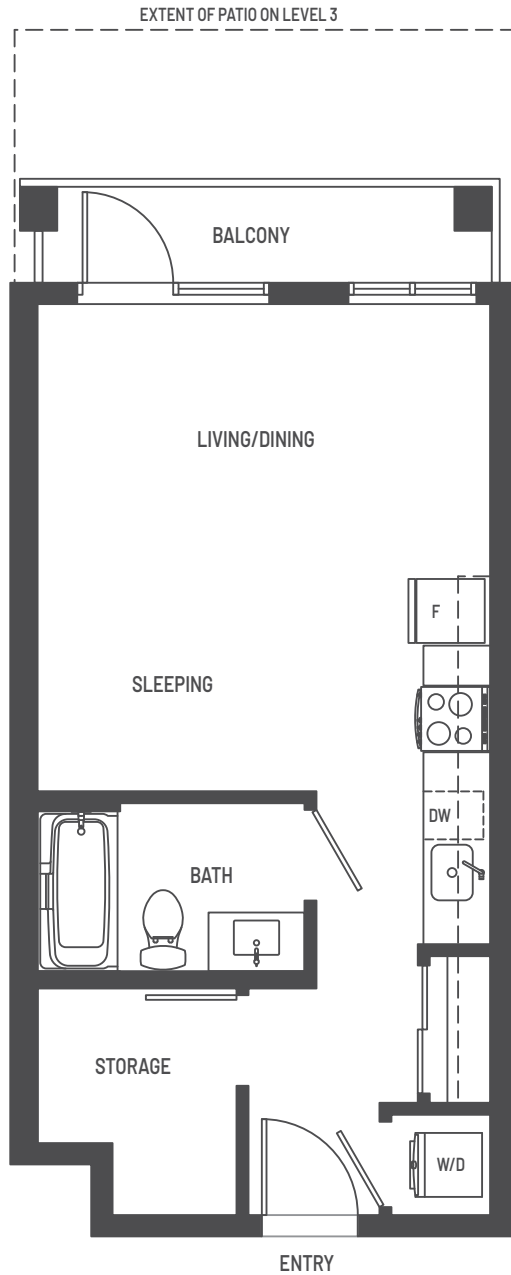 EXTENT OF PATIO ON LEVEL 3
BALCONY
LIVING/DINING
F
SLEEPING
DW
BATH
STORAGE
W/D
ENTRY